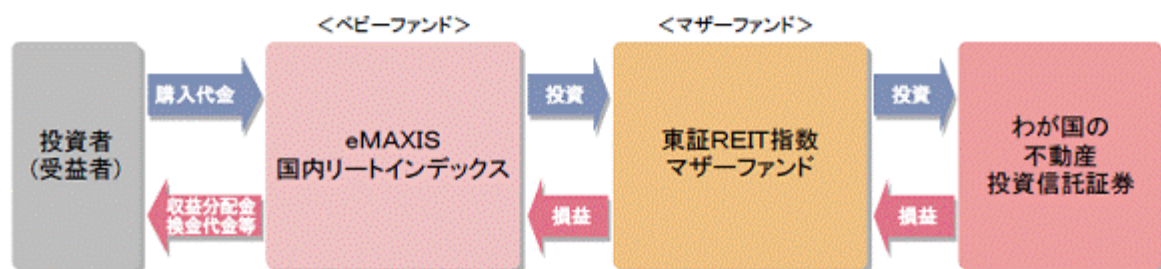 ＜ベビーファンド＞
＜マザーファンド＞
投資者
(受益者)
購入代金
収益分配金
換金代金等
eMAXIS
国内リートインデックス
投資
損益
東証REIT指数
マザーファンド
投資
損益
わが国の
不動産
投資信託証券